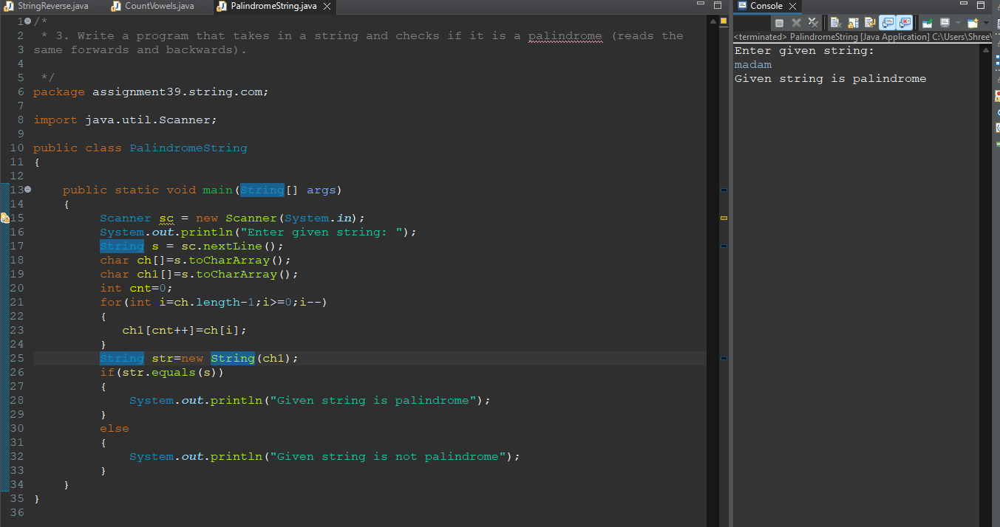 StringReverse.java CountVowels.java PalindromeString.java
1 /*
2  * 3. Write a program that takes in a string and checks if it is a palindrome (reads the
3 same forwards and backwards).
4
5  */
6 package assignment39.string.com;
7
8 import java.util.Scanner;
9
10 public class PalindromeString
11 {
12
13     public static void main(String[] args)
14     {
15          Scanner sc = new Scanner(System.in);
16          System.out.println("Enter given string: ");
17          String s = sc.nextLine();
18          char ch[]=s.toCharArray();
19          char ch1[]=s.toCharArray();
20          int cnt=0;
21          for(int i=ch.length-1;i>=0;i--)
22          {
23             ch1[cnt++]=ch[i];
24          }
25          String str=new String(ch1);
26          if(str.equals(s))
27          {
28              System.out.println("Given string is palindrome");
29          }
30          else
31          {
32              System.out.println("Given string is not palindrome");
33          }
34     }
35 }
36
Console
<terminated> PalindromeString [Java Application] C:\Users\Shree\
Enter given string:
madam
Given string is palindrome